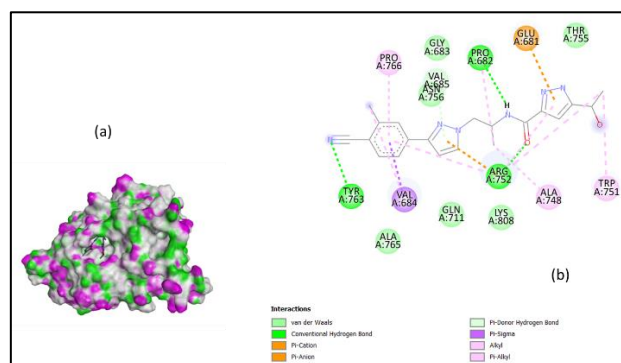 (a)
GLY
A:683
PRO
A:682
GLU
A:681
THR
A:755
PRO
A:766
VAL
A:685
ASN
A:756
N
N
N
H
N
N
N
H
O
TYR
A:763
VAL
A:684
ARG
A:752
ALA
A:748
TRP
A:751
GLN
A:711
LYS
A:808
ALA
A:765
(b)
Interactions
van der Waals
Conventional Hydrogen Bond
Pi-Cation
Pi-Anion
Pi-Donor Hydrogen Bond
Pi-Sigma
Alkyl
Pi-Alkyl